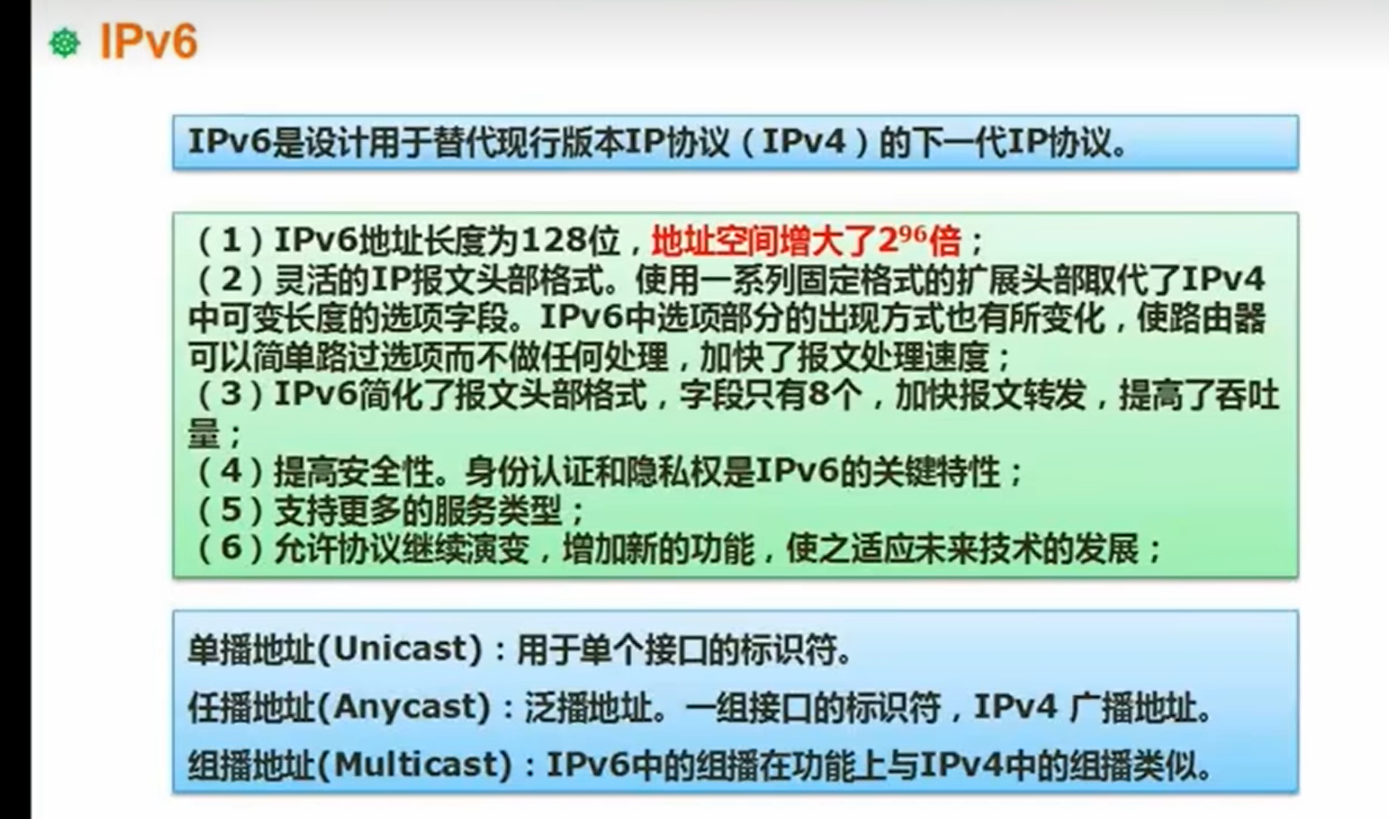 IPv6
IPv6是设计用于替代现行版本IP协议（IPv4）的下一代IP协议。
（1）IPv6地址长度为128位，地址空间增大了2⁹⁶倍；
（2）灵活的IP报文头部格式。使用一系列固定格式的扩展头部取代了IPv4
中可变长度的选项字段。IPv6中选项部分的出现方式也有所变化，使路由器
可以简单路过选项而不做任何处理，加快了报文处理速度；
（3）IPv6简化了报文头部格式，字段只有8个，加快报文转发，提高了吞吐
量；
（4）提高安全性。身份认证和隐私权是IPv6的关键特性；
（5）支持更多的服务类型；
（6）允许协议继续演变，增加新的功能，使之适应未来技术的发展；
单播地址(Unicast)：用于单个接口的标识符。
任播地址(Anycast)：泛播地址。一组接口的标识符，IPv4 广播地址。
组播地址(Multicast)：IPv6中的组播在功能上与IPv4中的组播类似。